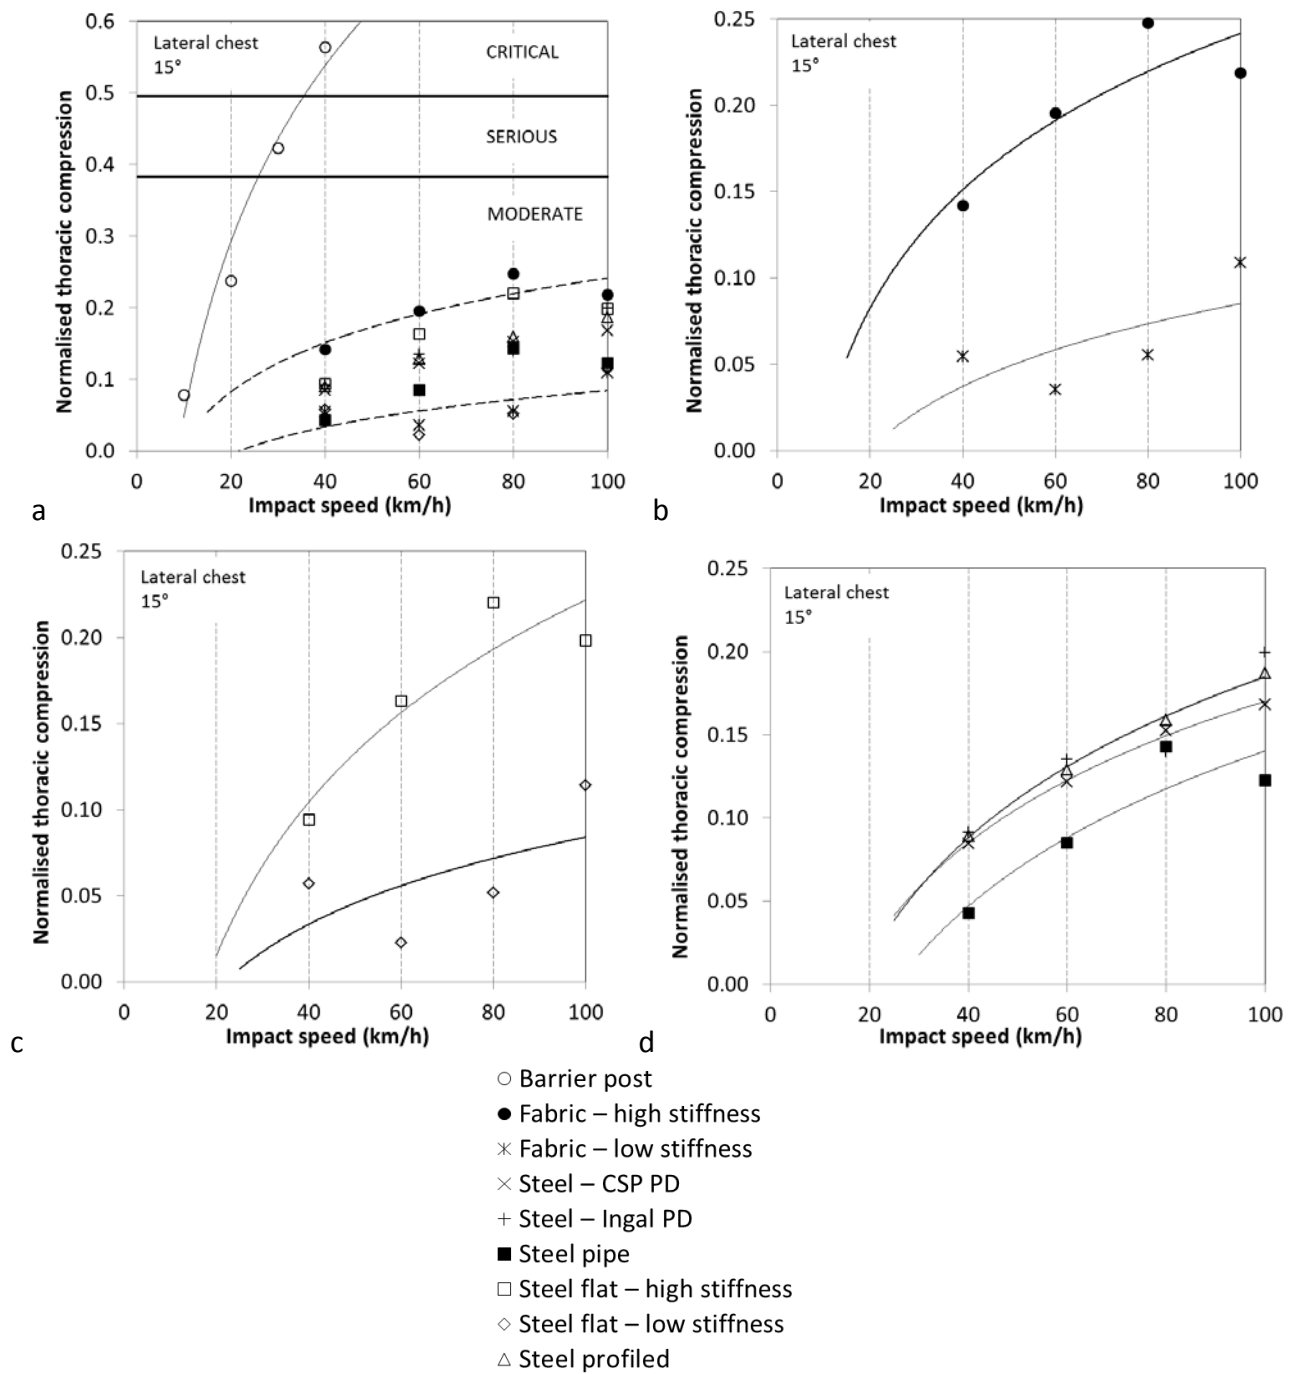 0.6
0.5
0.4
0.3
0.2
0.1
0.0
Normalised thoracic compression
Lateral chest
15°
CRITICAL
SERIOUS
MODERATE
0 20 40 60 80 100
Impact speed (km/h)
a
0.25
0.20
0.15
0.10
0.05
0.00
Normalised thoracic compression
Lateral chest
15°
0 20 40 60 80 100
Impact speed (km/h)
b
0.25
0.20
0.15
0.10
0.05
0.00
Normalised thoracic compression
Lateral chest
15°
0 20 40 60 80 100
Impact speed (km/h)
c
0.25
0.20
0.15
0.10
0.05
0.00
Normalised thoracic compression
Lateral chest
15°
0 20 40 60 80 100
Impact speed (km/h)
d
Barrier post
Fabric – high stiffness
Fabric – low stiffness
Steel – CSP PD
Steel – Ingal PD
Steel pipe
Steel flat – high stiffness
Steel flat – low stiffness
Steel profiled